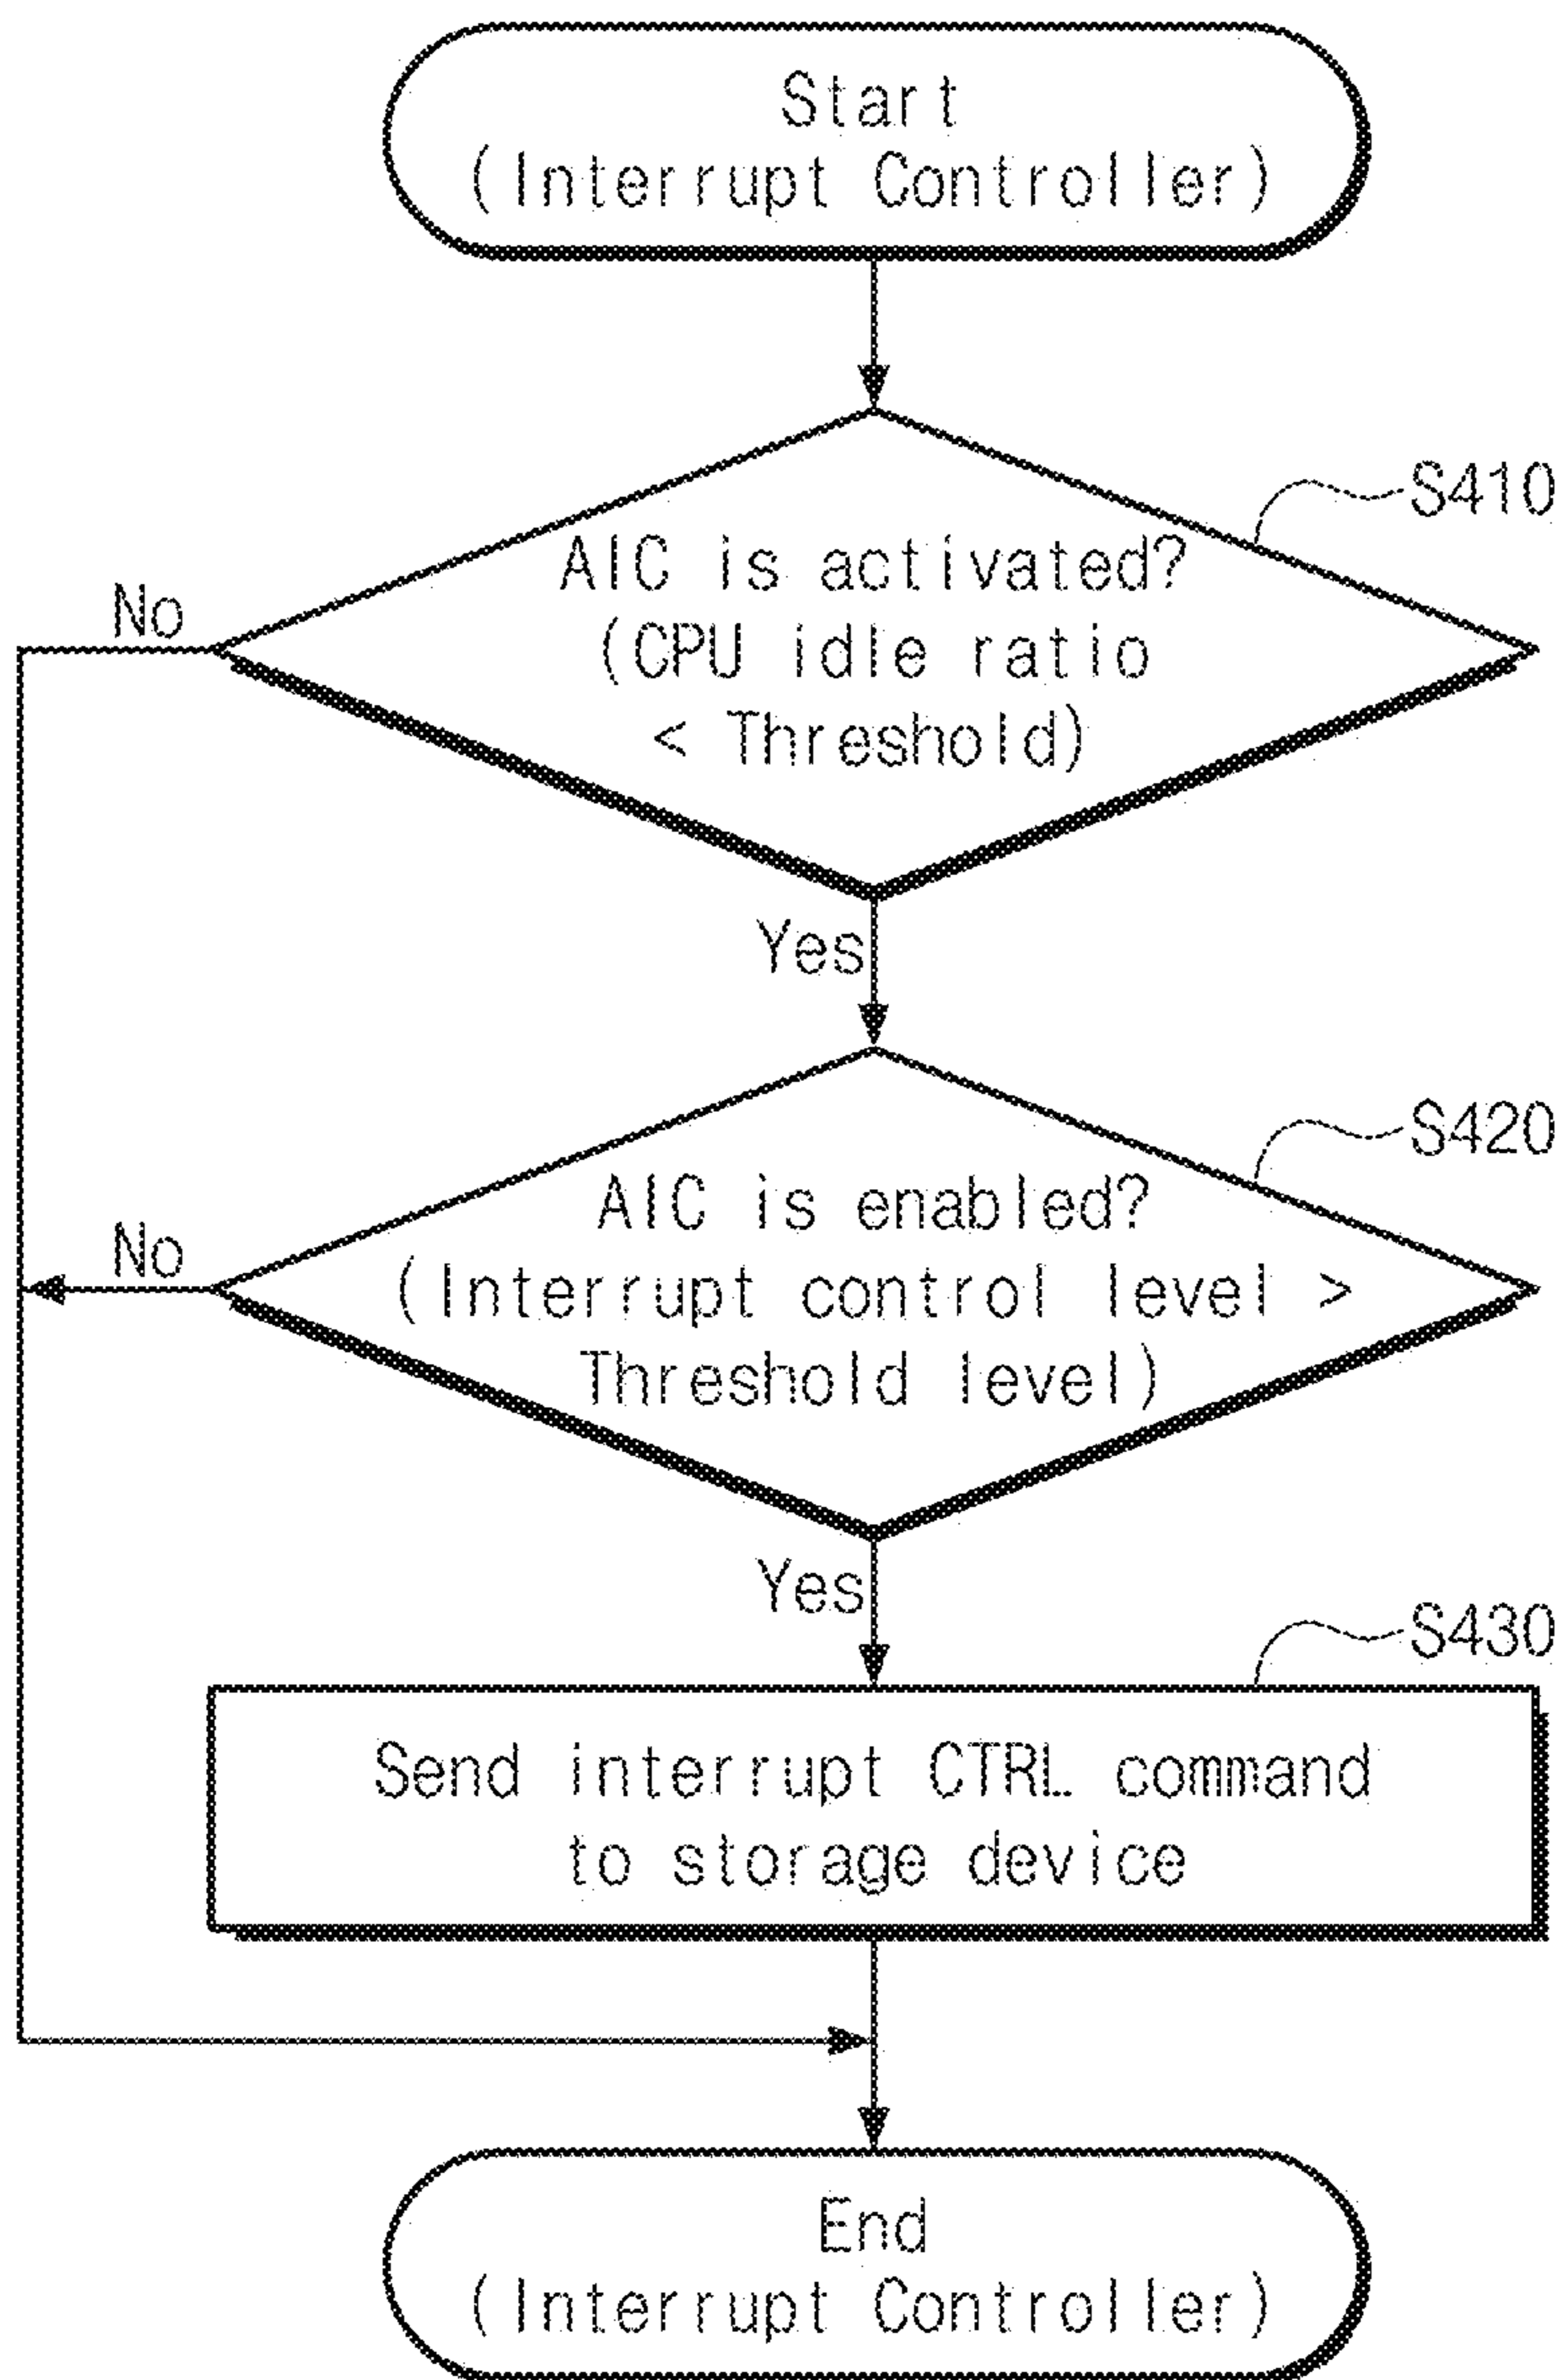 Start
(Interrupt Controller)
S410
AIC is activated?
No
(CPU idle ratio
< Threshold)
Yes
S420
AIC is enabled?
No
(Interrupt control level >
Threshold level)
Yes
S430
Send interrupt CTRL command
to storage device
End
(Interrupt Controller)